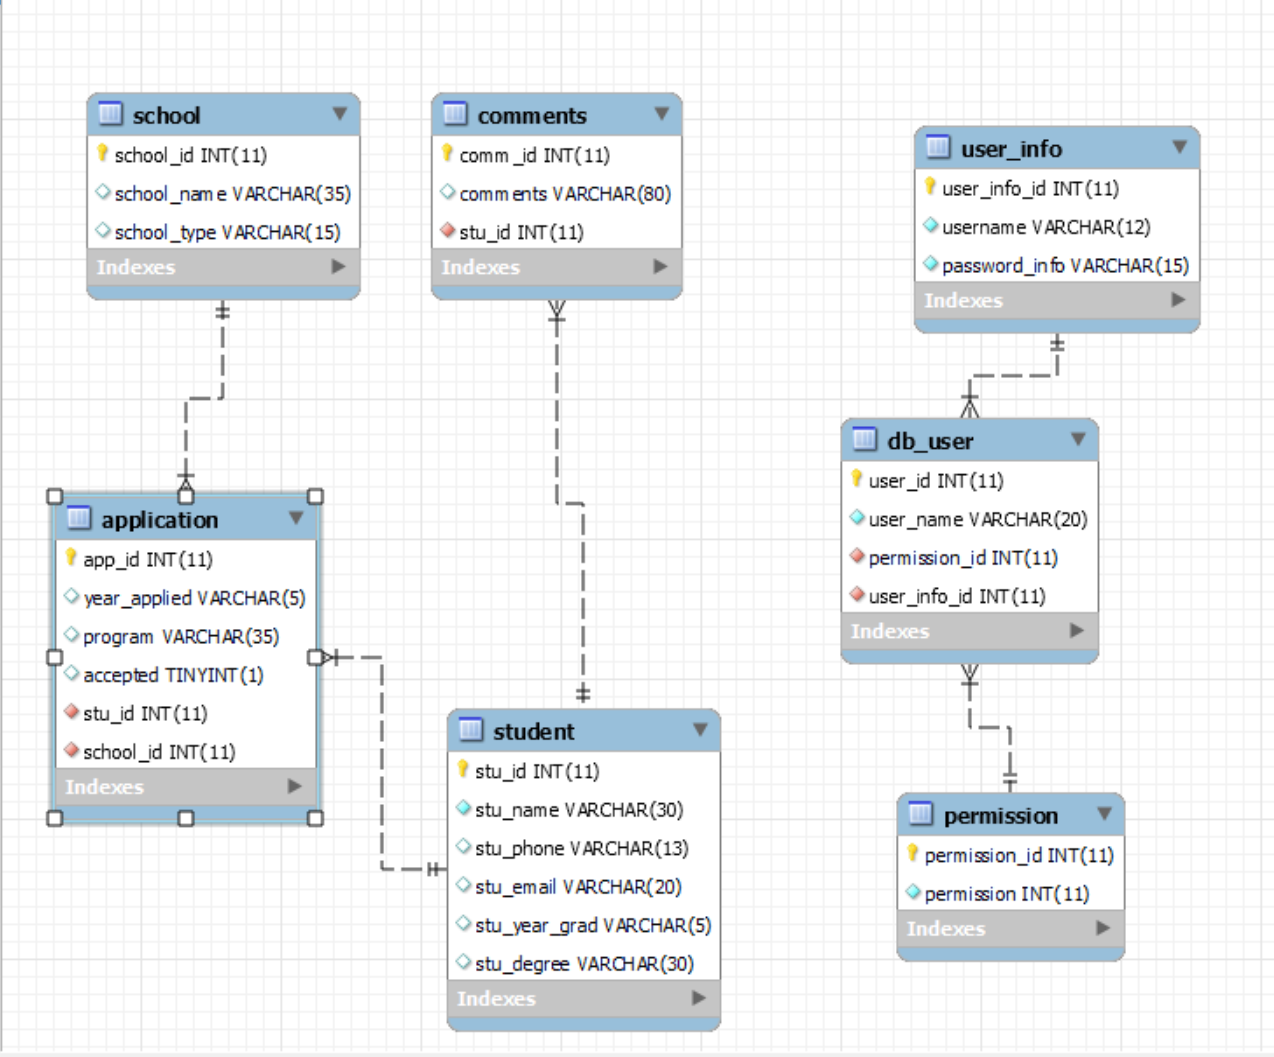 school
school_id INT(11)
school_name VARCHAR(35)
school_type VARCHAR(15)
Indexes
comments
comm_id INT(11)
comments VARCHAR(80)
stu_id INT(11)
Indexes
user_info
user_info_id INT(11)
username VARCHAR(12)
password_info VARCHAR(15)
Indexes
db_user
user_id INT(11)
user_name VARCHAR(20)
permission_id INT(11)
user_info_id INT(11)
Indexes
application
app_id INT(11)
year_applied VARCHAR(5)
program VARCHAR(35)
accepted TINYINT(1)
stu_id INT(11)
school_id INT(11)
Indexes
student
stu_id INT(11)
stu_name VARCHAR(30)
stu_phone VARCHAR(13)
stu_email VARCHAR(20)
stu_year_grad VARCHAR(5)
stu_degree VARCHAR(30)
Indexes
permission
permission_id INT(11)
permission INT(11)
Indexes